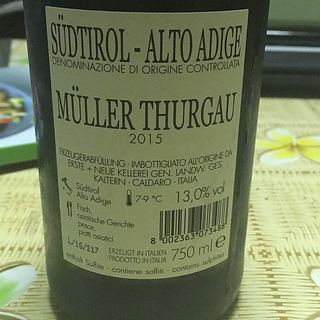 SÜDTIROL - ALTO ADIGE
DENOMINAZIONE DI ORIGINE CONTROLLATA
MÜLLER THURGAU
2015
ERZEUGERABFÜLLUNG - IMBOTTIGLIATO ALL'ORIGINE DA
ERSTE + NEUE KELLEREI GEN. LANDW. GES.
KALTERN - CALDARO - ITALIA
Südtirol
Alto Adige
7-9 °C
13,0% vol
Fisch,
asiatische Gerichte
pesce,
piatti asiatici
8 002363 073488
L/16/217
ERZEUGT IN ITALIEN
PRODOTTO IN ITALIA
750 ml e
enthält Sulfite - contiene solfiti - contains sulphites